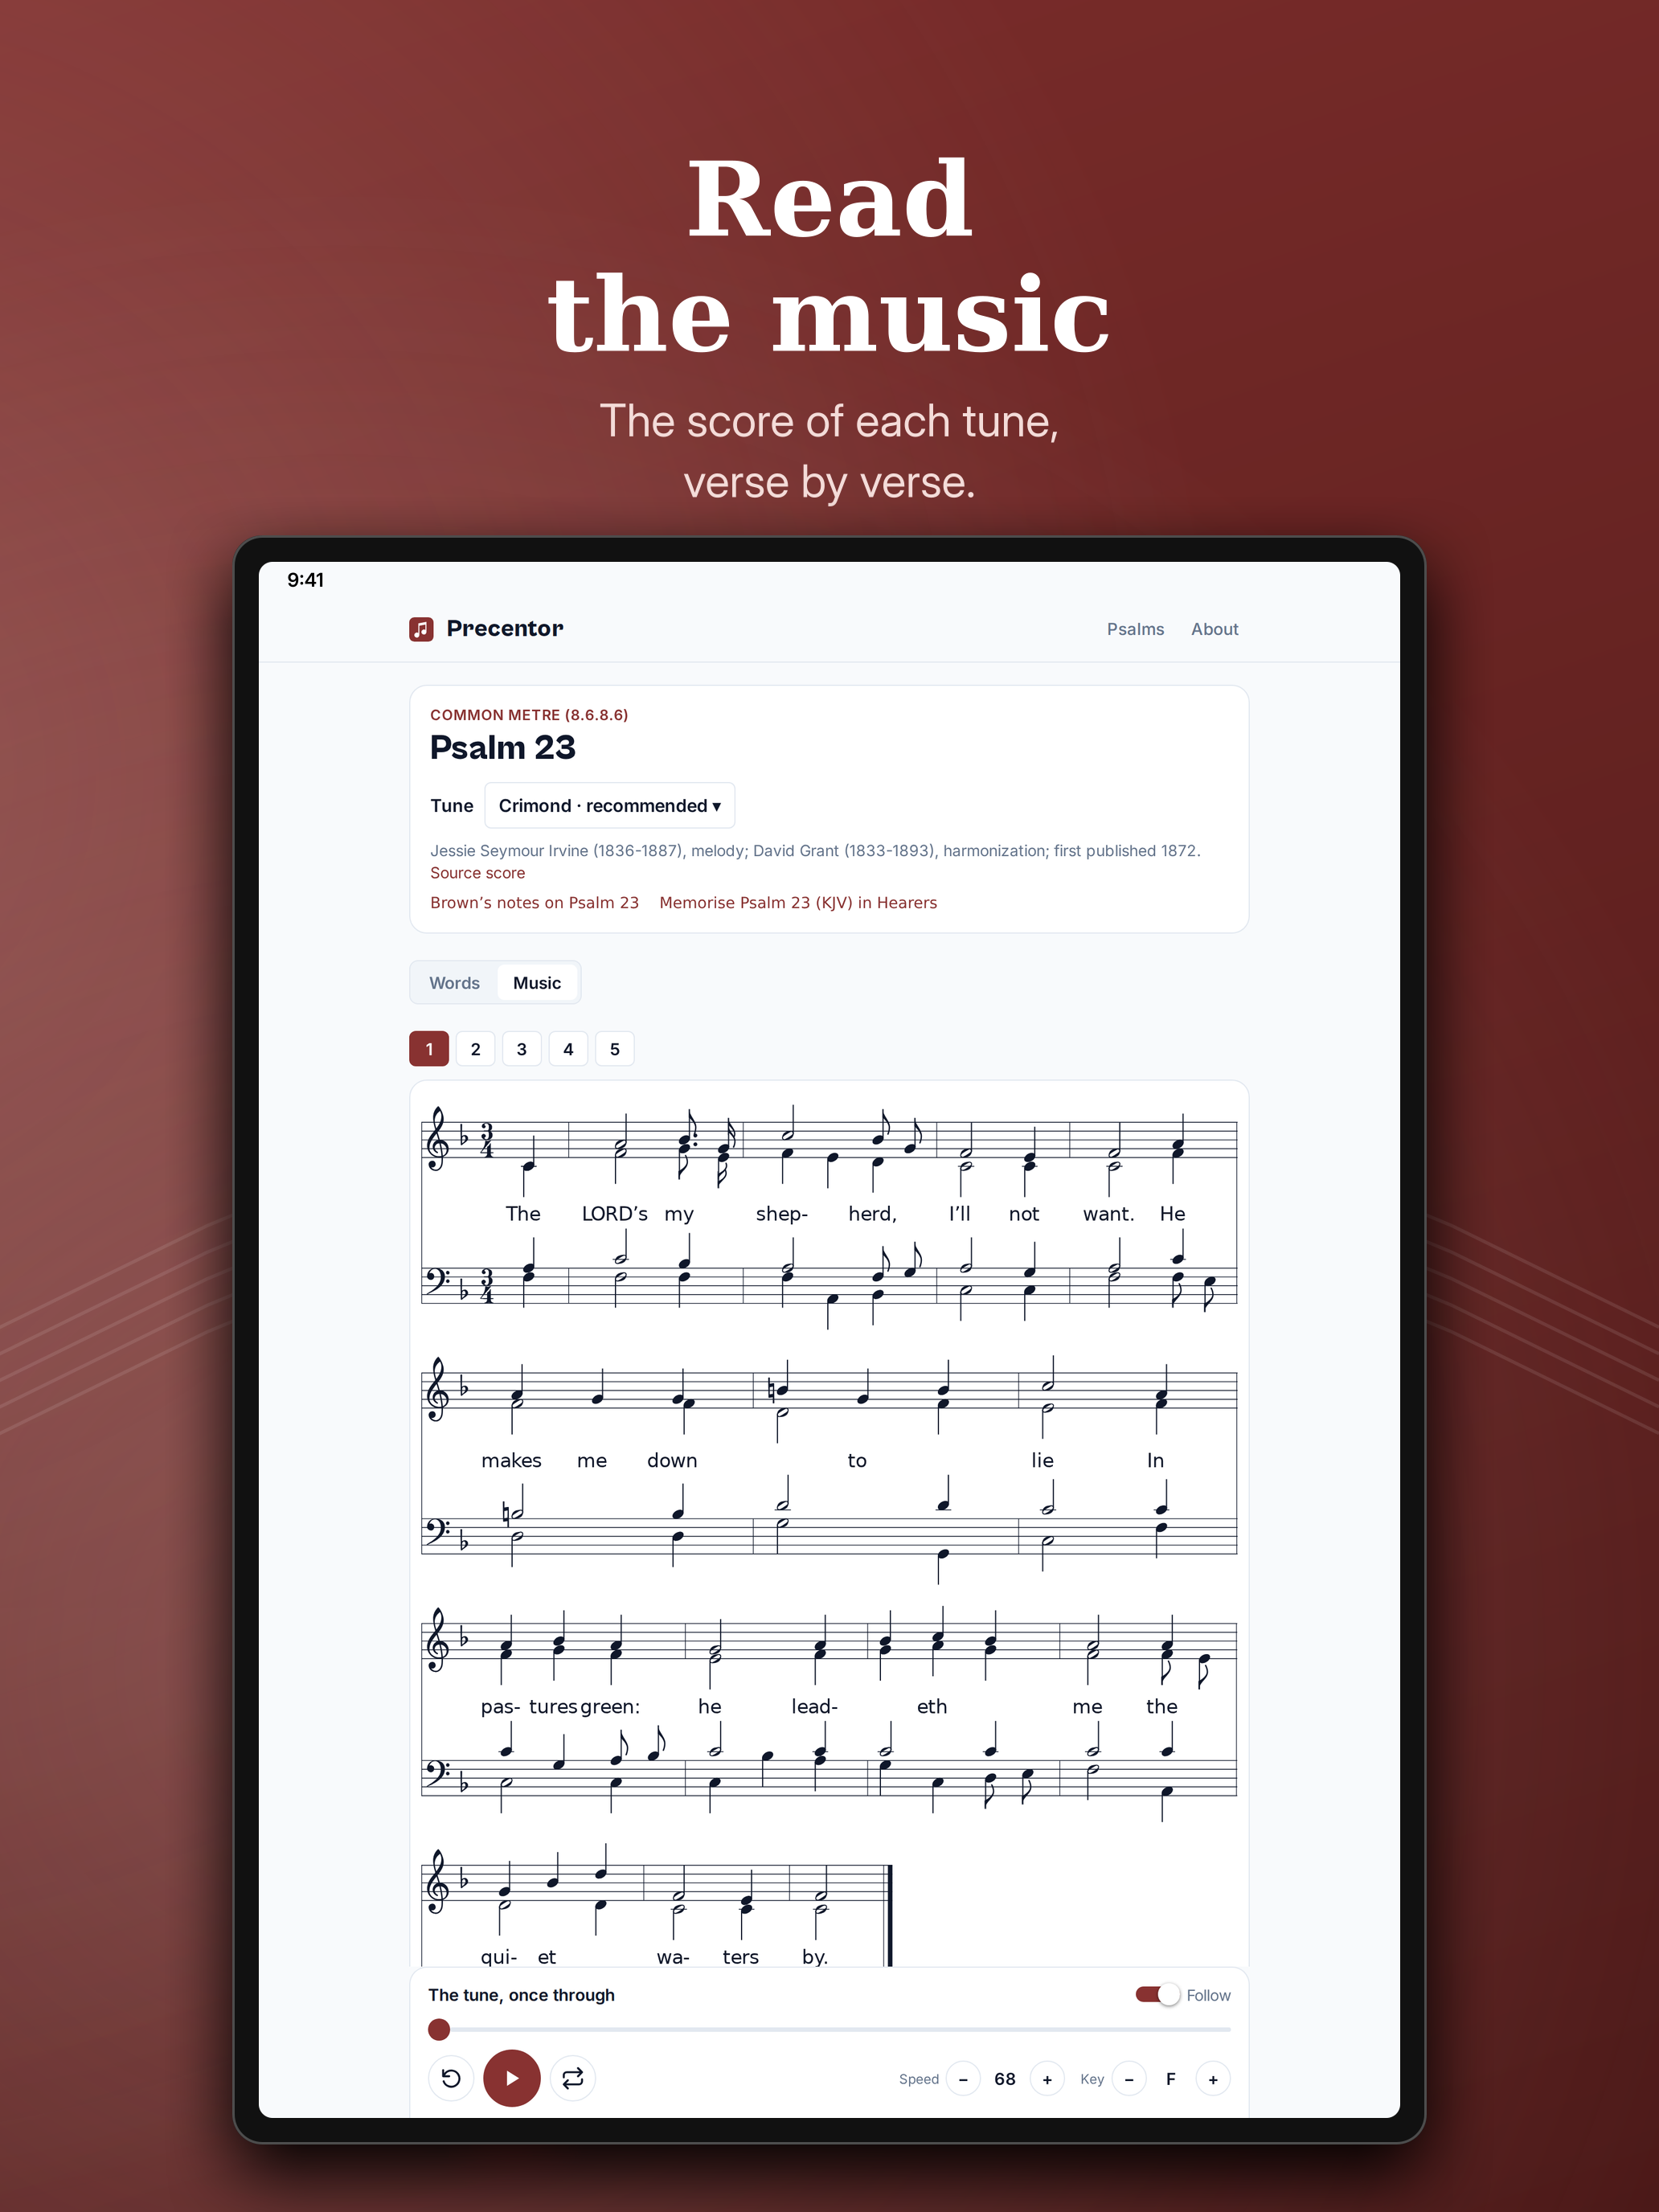 Read
the music
The score of each tune,
verse by verse.
9:41
Precentor
Psalms About
COMMON METRE (8.6.8.6)
Psalm 23
Tune Crimond · recommended ▾
Jessie Seymour Irvine (1836-1887), melody; David Grant (1833-1893), harmonization; first published 1872.
Source score
Brown’s notes on Psalm 23 Memorise Psalm 23 (KJV) in Hearers
Words Music
1 2 3 4 5
3 4
The LORD’s my shep- herd, I’ll not want. He
3 4
makes me down to lie In
pas- tures green: he lead- eth me the
qui- et wa- ters by.
The tune, once through Follow
Speed − 68 + Key − F +